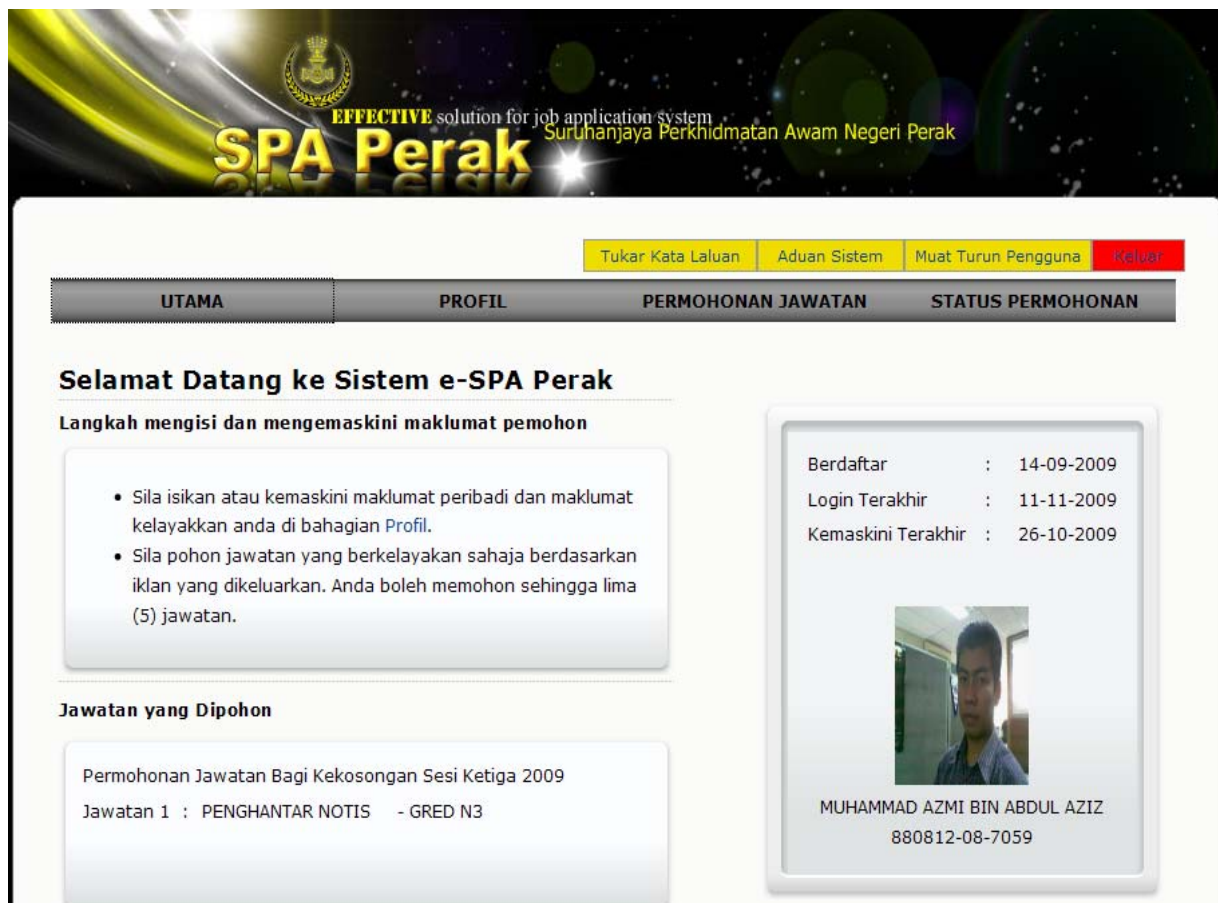 EFFECTIVE solution for job application system
SPA Perak
Suruhanjaya Perkhidmatan Awam Negeri Perak
Tukar Kata Laluan Aduan Sistem Muat Turun Pengguna Keluar
UTAMA PROFIL PERMOHONAN JAWATAN STATUS PERMOHONAN
Selamat Datang ke Sistem e-SPA Perak
Langkah mengisi dan mengemaskini maklumat pemohon
• Sila isikan atau kemaskini maklumat peribadi dan maklumat
kelayakkan anda di bahagian Profil.
• Sila pohon jawatan yang berkelayakan sahaja berdasarkan
iklan yang dikeluarkan. Anda boleh memohon sehingga lima
(5) jawatan.
Jawatan yang Dipohon
Permohonan Jawatan Bagi Kekosongan Sesi Ketiga 2009
Jawatan 1 : PENGHANTAR NOTIS - GRED N3
Berdaftar : 14-09-2009
Login Terakhir : 11-11-2009
Kemaskini Terakhir : 26-10-2009
MUHAMMAD AZMI BIN ABDUL AZIZ
880812-08-7059